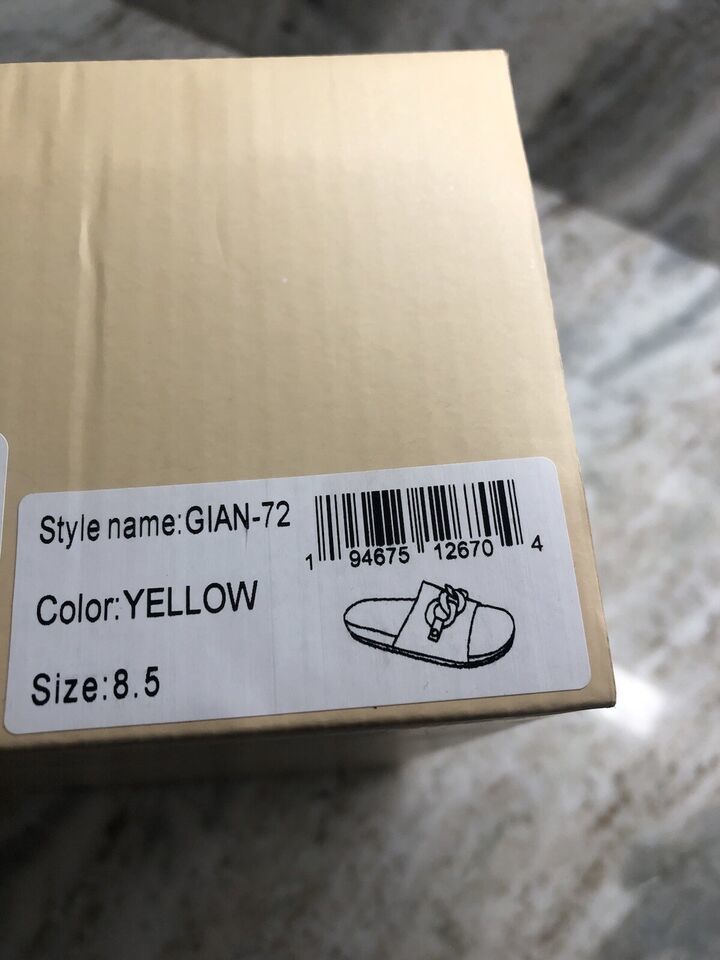 Style name:GIAN-72
1 94675 12670 4
Color:YELLOW
Size:8.5